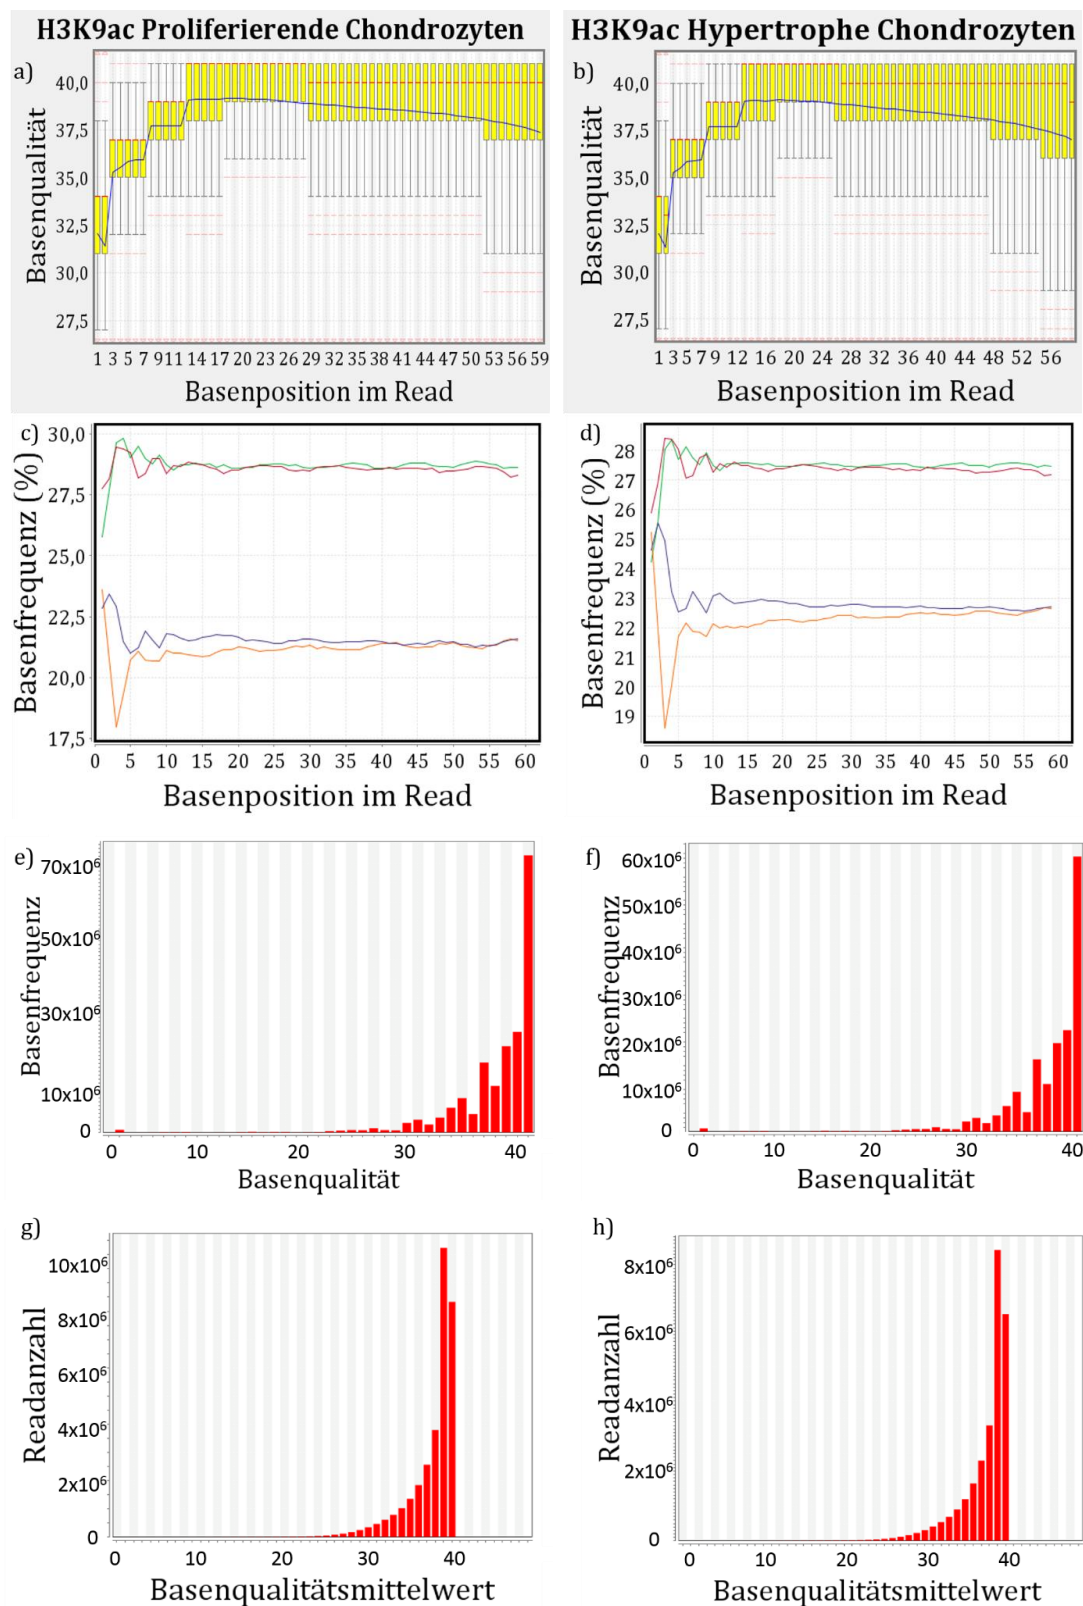 H3K9ac Proliferierende Chondrozyten
a)
Basenqualität
40,0
37,5
35,0
32,5
30,0
27,5
1 3 5 7 9 11 14 17 20 23 26 29 32 35 38 41 44 47 50 53 56 59
Basenposition im Read
H3K9ac Hypertrophe Chondrozyten
b)
Basenqualität
40,0
37,5
35,0
32,5
30,0
27,5
1 3 5 7 9 12 16 20 24 28 32 36 40 44 48 52 56
Basenposition im Read
c)
Basenfrequenz (%)
30,0
27,5
25,0
22,5
20,0
17,5
0 5 10 15 20 25 30 35 40 45 50 55 60
Basenposition im Read
d)
Basenfrequenz (%)
28
27
26
25
24
23
22
21
20
19
0 5 10 15 20 25 30 35 40 45 50 55 60
Basenposition im Read
e)
Basenfrequenz
70x10⁶
50x10⁶
30x10⁶
10x10⁶
0
0 10 20 30 40
Basenqualität
f)
Basenfrequenz
60x10⁶
50x10⁶
40x10⁶
30x10⁶
20x10⁶
10x10⁶
0
0 10 20 30 40
Basenqualität
g)
Readanzahl
10x10⁶
8x10⁶
6x10⁶
4x10⁶
2x10⁶
0
0 10 20 30 40
Basenqualitätsmittelwert
h)
Readanzahl
8x10⁶
6x10⁶
4x10⁶
2x10⁶
0
0 10 20 30 40
Basenqualitätsmittelwert